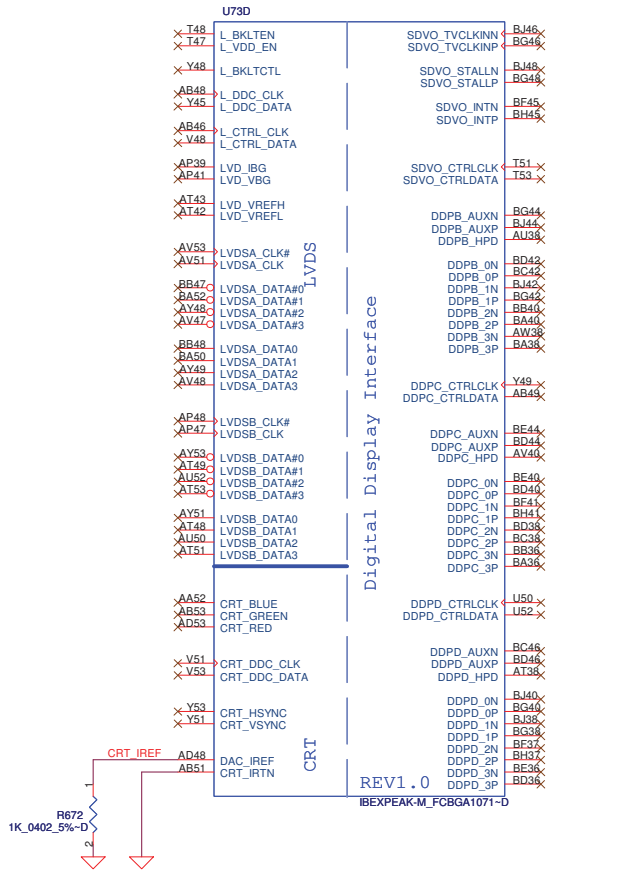 U73D
T48 L_BKLTEN
T47 L_VDD_EN
Y48 L_BKLTCTL
AB48 L_DDC_CLK
Y45 L_DDC_DATA
AB46 L_CTRL_CLK
V48 L_CTRL_DATA
AP39 LVD_IBG
AP41 LVD_VBG
AT43 LVD_VREFH
AT42 LVD_VREFL
AV53 LVDSA_CLK#
AV51 LVDSA_CLK
BB47 LVDSA_DATA#0
BA52 LVDSA_DATA#1
AY48 LVDSA_DATA#2
AV47 LVDSA_DATA#3
BB48 LVDSA_DATA0
BA50 LVDSA_DATA1
AY49 LVDSA_DATA2
AV48 LVDSA_DATA3
AP48 LVDSB_CLK#
AP47 LVDSB_CLK
AY53 LVDSB_DATA#0
AT49 LVDSB_DATA#1
AU52 LVDSB_DATA#2
AT53 LVDSB_DATA#3
AY51 LVDSB_DATA0
AT48 LVDSB_DATA1
AU50 LVDSB_DATA2
AT51 LVDSB_DATA3
AA52 CRT_BLUE
AB53 CRT_GREEN
AD53 CRT_RED
V51 CRT_DDC_CLK
V53 CRT_DDC_DATA
Y53 CRT_HSYNC
Y51 CRT_VSYNC
CRT_IREF AD48 DAC_IREF
AB51 CRT_IRTN
1
R672
1K_0402_5%~D
2
LVDS
CRT
Digital Display Interface
SDVO_TVCLKINN BJ46
SDVO_TVCLKINP BG46
SDVO_STALLN BJ48
SDVO_STALLP BG48
SDVO_INTN BF45
SDVO_INTP BH45
SDVO_CTRLCLK T51
SDVO_CTRLDATA T53
DDPB_AUXN BG44
DDPB_AUXP BJ44
DDPB_HPD AU38
DDPB_0N BD42
DDPB_0P BC42
DDPB_1N BJ42
DDPB_1P BG42
DDPB_2N BB40
DDPB_2P BA40
DDPB_3N AW38
DDPB_3P BA38
DDPC_CTRLCLK Y49
DDPC_CTRLDATA AB49
DDPC_AUXN BE44
DDPC_AUXP BD44
DDPC_HPD AV40
DDPC_0N BE40
DDPC_0P BD40
DDPC_1N BF41
DDPC_1P BH41
DDPC_2N BD38
DDPC_2P BC38
DDPC_3N BB36
DDPC_3P BA36
DDPD_CTRLCLK U50
DDPD_CTRLDATA U52
DDPD_AUXN BC46
DDPD_AUXP BD46
DDPD_HPD AT38
DDPD_0N BJ40
DDPD_0P BG40
DDPD_1N BJ38
DDPD_1P BG38
DDPD_2N BF37
DDPD_2P BH37
DDPD_3N BE36
DDPD_3P BD36
REV1.0
IBEXPEAK-M_FCBGA1071~D